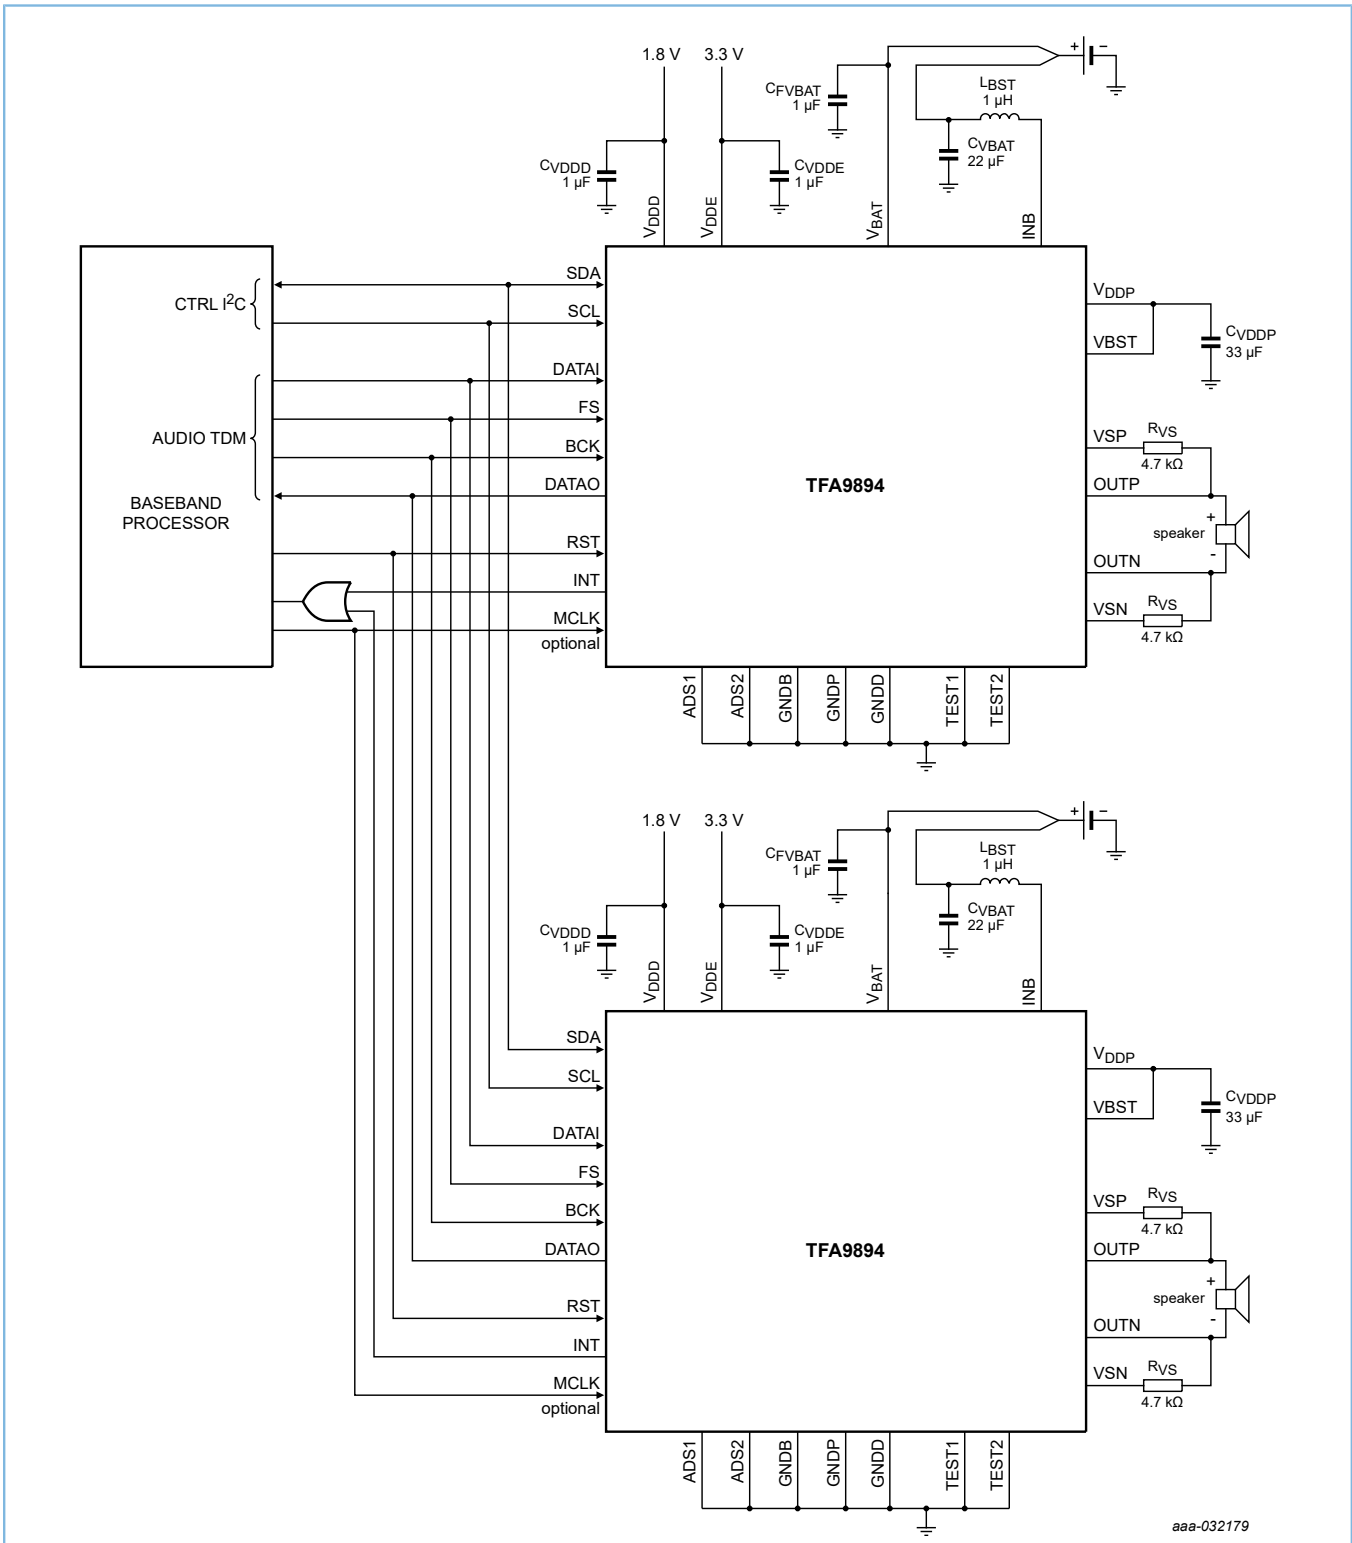 1.8 V
3.3 V
CFVBAT
1 µF
LBST
1 µH
CVDDD
1 µF
CVDDE
1 µF
CVBAT
22 µF
VDDD
VDDE
VBAT
INB
CTRL I2C
AUDIO TDM
BASEBAND
PROCESSOR
SDA
SCL
DATAI
FS
BCK
DATAO
RST
INT
MCLK
optional
TFA9894
VDDP
VBST
CVDDP
33 µF
VSP
RVS
4.7 kΩ
OUTP
+
speaker
-
OUTN
VSN
RVS
4.7 kΩ
+
-
ADS1
ADS2
GNDB
GNDP
GNDD
TEST1
TEST2
1.8 V
3.3 V
CFVBAT
1 µF
LBST
1 µH
+
-
CVDDD
1 µF
CVDDE
1 µF
CVBAT
22 µF
VDDD
VDDE
VBAT
INB
SDA
SCL
DATAI
FS
BCK
DATAO
RST
INT
MCLK
optional
TFA9894
VDDP
VBST
CVDDP
33 µF
VSP
RVS
4.7 kΩ
OUTP
+
speaker
-
OUTN
VSN
RVS
4.7 kΩ
ADS1
ADS2
GNDB
GNDP
GNDD
TEST1
TEST2
aaa-032179